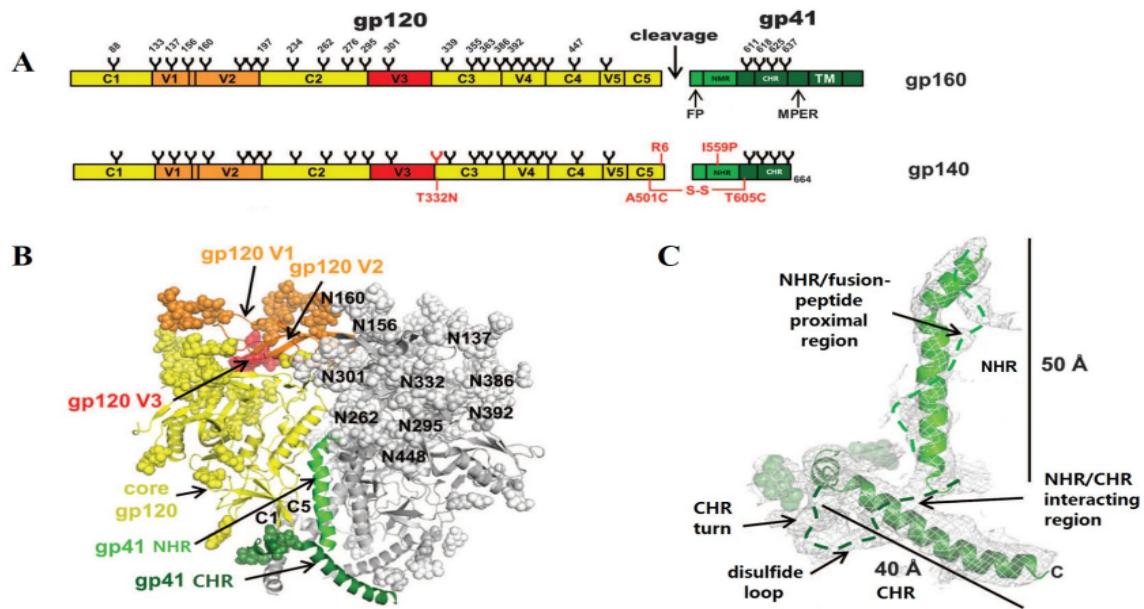 gp120
gp41
cleavage
A
88
133
137
156
160
197
234
262
276
295
301
339
355
363
386
392
447
611
618
625
637
C1
V1
V2
C2
V3
C3
V4
C4
V5
C5
NMR
CHR
TM
gp160
FP
MPER
R6
I559P
C1
V1
V2
C2
V3
C3
V4
C4
V5
C5
NHR
CHR
664
gp140
T332N
A501C
S-S
T605C
B
gp120 V1
gp120 V2
N160
N156
N137
N301
N332
N386
gp120 V3
N262
N295
N392
N448
core
gp120
C1
C5
gp41 NHR
gp41 CHR
C
NHR/fusion-
peptide
proximal
region
NHR
50 Å
NHR/CHR
interacting
region
CHR
turn
disulfide
loop
40 Å
CHR
C